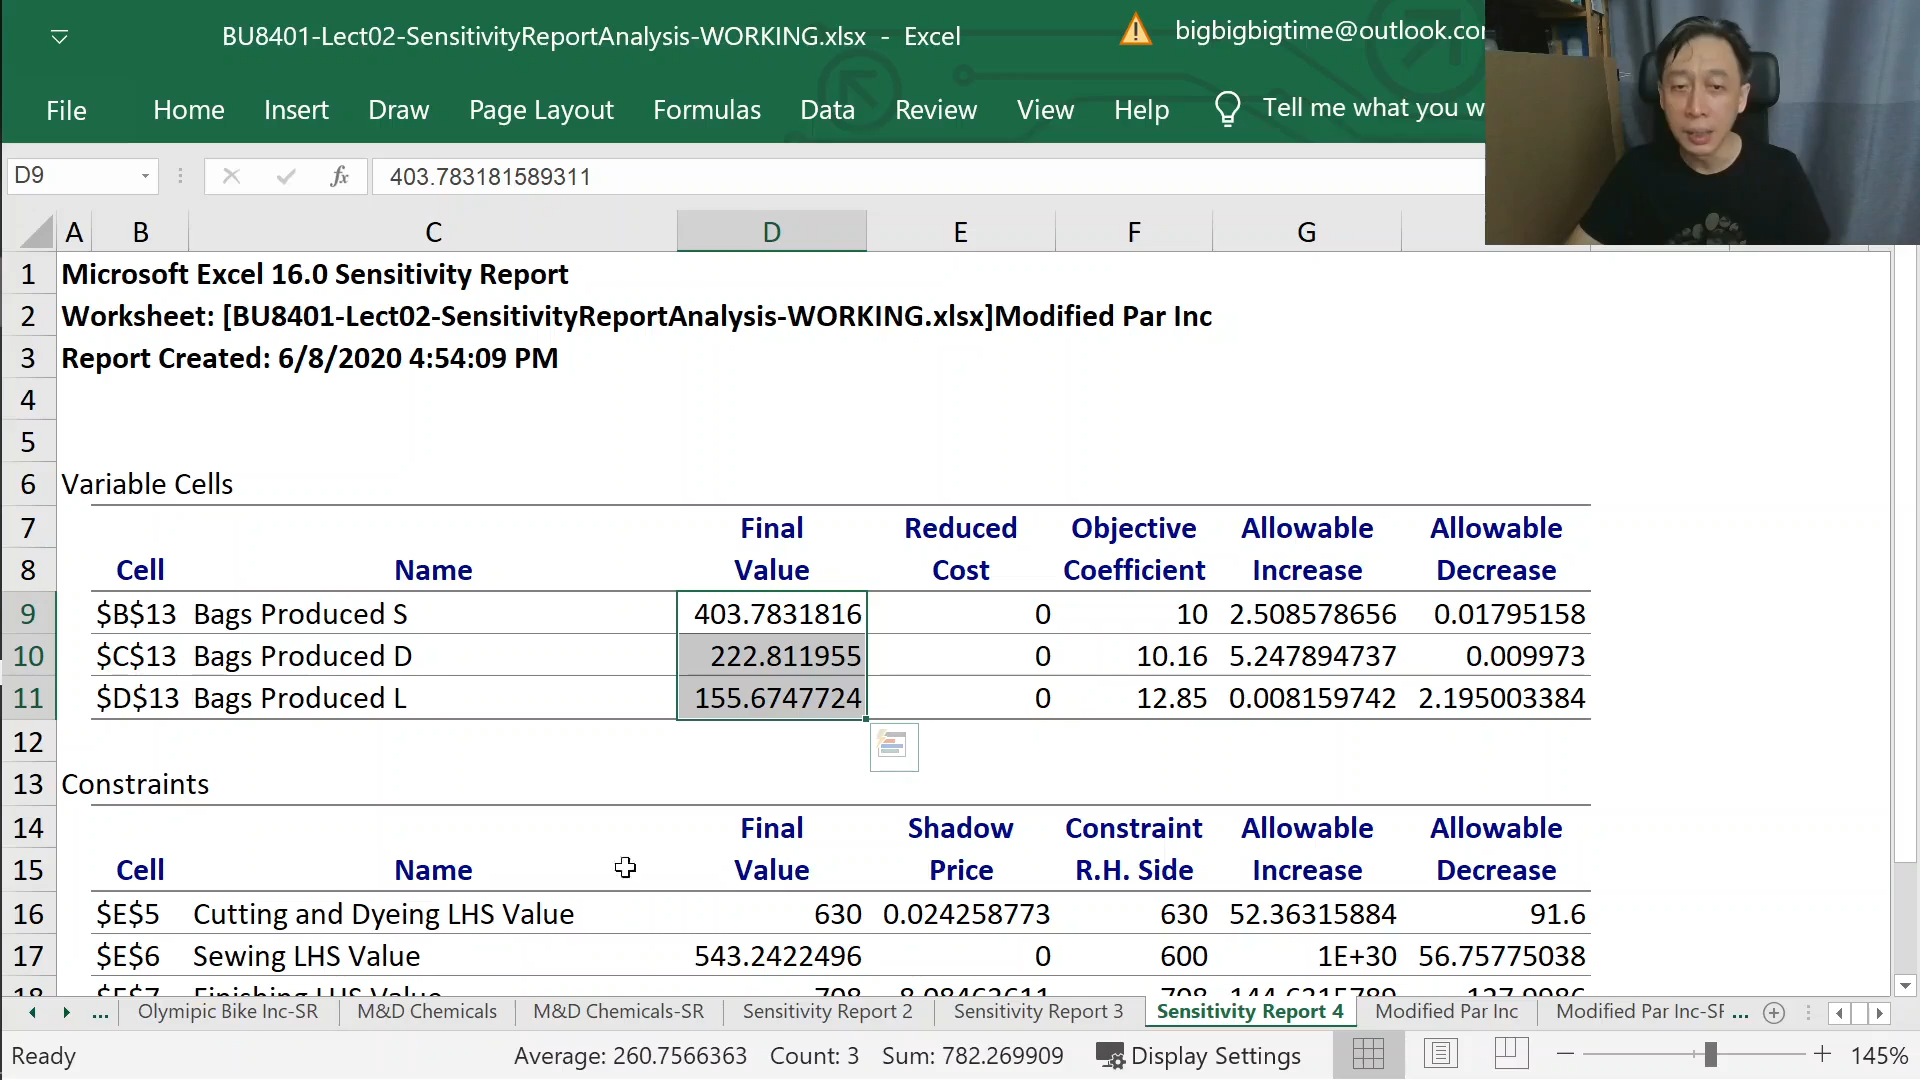 BU8401-Lect02-SensitivityReportAnalysis-WORKING.xlsx - Excel
bigbigbigtime@outlook.co
File Home Insert Draw Page Layout Formulas Data Review View Help Tell me what you w
D9 fx 403.783181589311
A B C D E F G
1 Microsoft Excel 16.0 Sensitivity Report
2 Worksheet: [BU8401-Lect02-SensitivityReportAnalysis-WORKING.xlsx]Modified Par Inc
3 Report Created: 6/8/2020 4:54:09 PM
4
5
6 Variable Cells
7 Final Reduced Objective Allowable Allowable
8 Cell Name Value Cost Coefficient Increase Decrease
9 $B$13 Bags Produced S 403.7831816 0 10 2.508578656 0.01795158
10 $C$13 Bags Produced D 222.811955 0 10.16 5.247894737 0.009973
11 $D$13 Bags Produced L 155.6747724 0 12.85 0.008159742 2.195003384
12
13 Constraints
14 Final Shadow Constraint Allowable Allowable
15 Cell Name Value Price R.H. Side Increase Decrease
16 $E$5 Cutting and Dyeing LHS Value 630 0.024258773 630 52.36315884 91.6
17 $E$6 Sewing LHS Value 543.2422496 0 600 1E+30 56.75775038
18 $E$7 Finishing LHS Value 708
... Olymipic Bike Inc-SR M&D Chemicals M&D Chemicals-SR Sensitivity Report 2 Sensitivity Report 3 Sensitivity Report 4 Modified Par Inc Modified Par Inc-SF ...
Ready Average: 260.7566363 Count: 3 Sum: 782.269909 Display Settings 145%